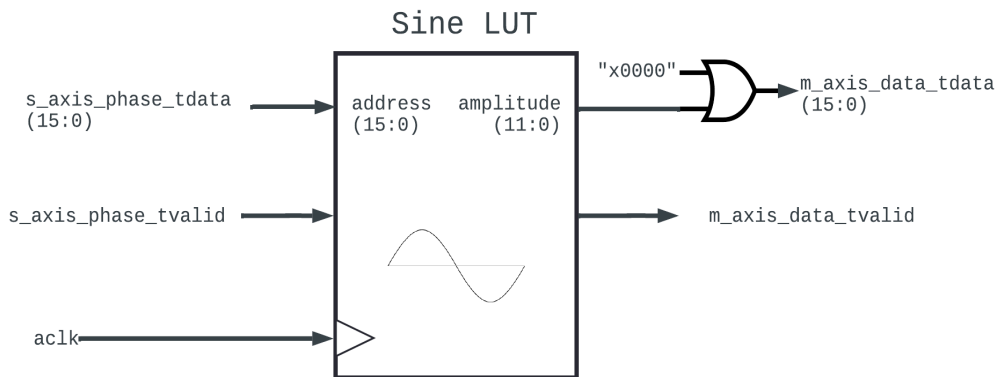 Sine LUT
"x0000"
s_axis_phase_tdata
(15:0)
address
(15:0)
amplitude
(11:0)
m_axis_data_tdata
(15:0)
s_axis_phase_tvalid
m_axis_data_tvalid
aclk